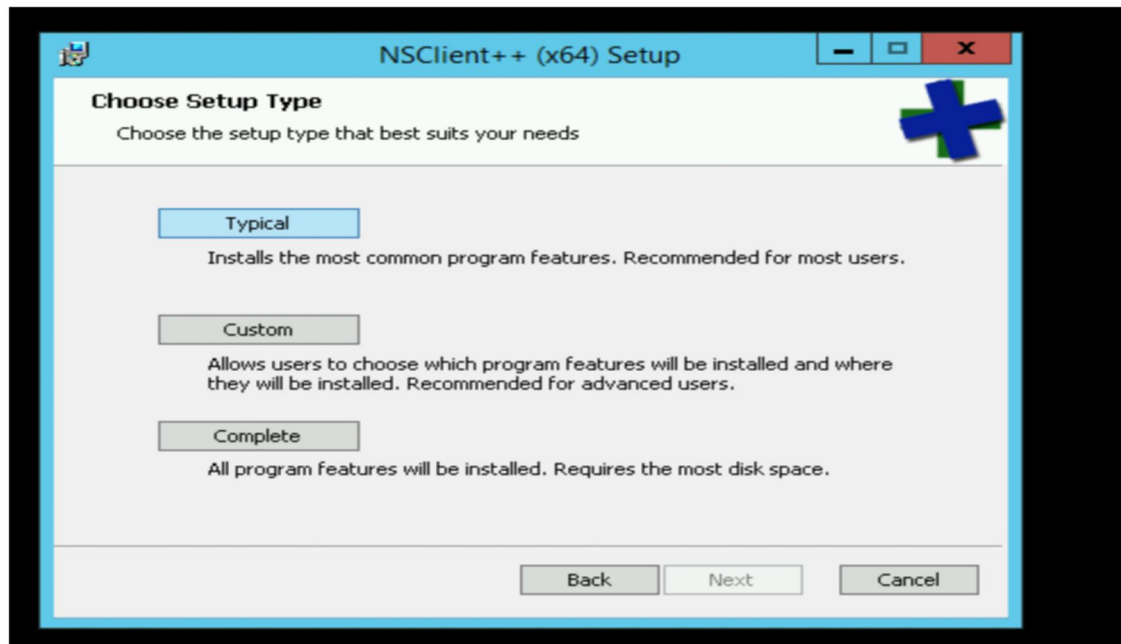 NSClient++ (x64) Setup
Choose Setup Type
Choose the setup type that best suits your needs
Typical
Installs the most common program features. Recommended for most users.
Custom
Allows users to choose which program features will be installed and where
they will be installed. Recommended for advanced users.
Complete
All program features will be installed. Requires the most disk space.
Back
Next
Cancel